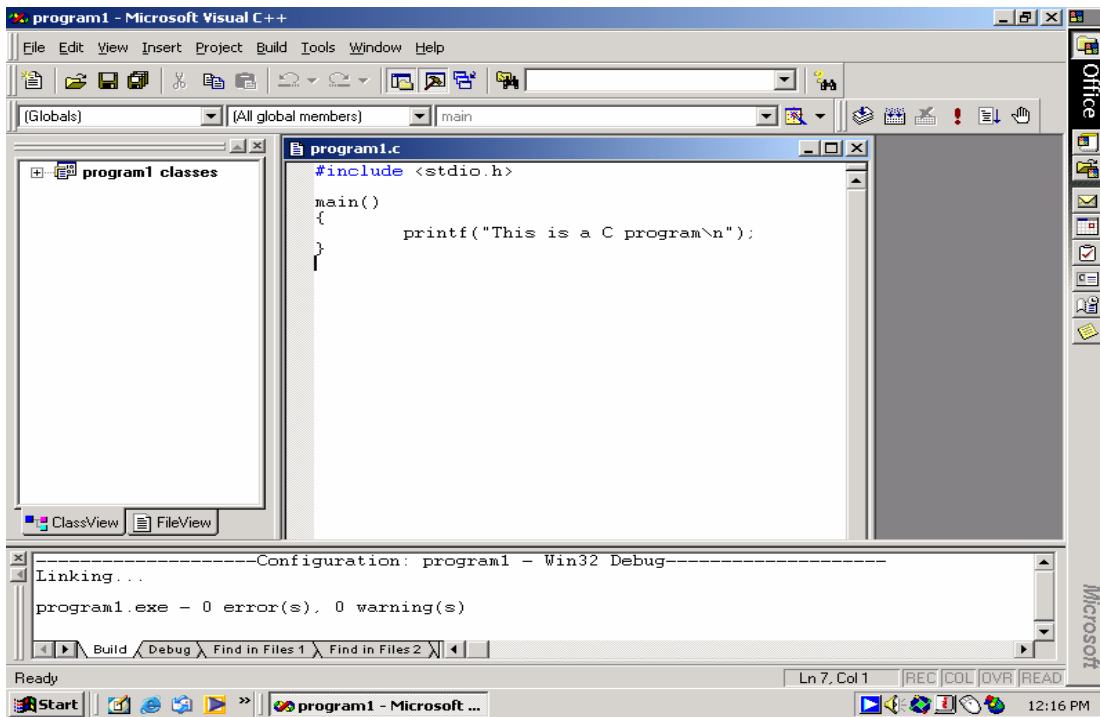 program1 - Microsoft Visual C++
File Edit View Insert Project Build Tools Window Help
(Globals) (All global members) main
program1 classes
ClassView FileView
program1.c
#include <stdio.h>
main()
{
printf("This is a C program\n");
}
--------------------Configuration: program1 - Win32 Debug--------------------
Linking...
program1.exe - 0 error(s), 0 warning(s)
Build Debug Find in Files 1 Find in Files 2
Ready Ln 7, Col 1 REC COL OVR READ
Start » program1 - Microsoft ... 12:16 PM
Office
Microsoft